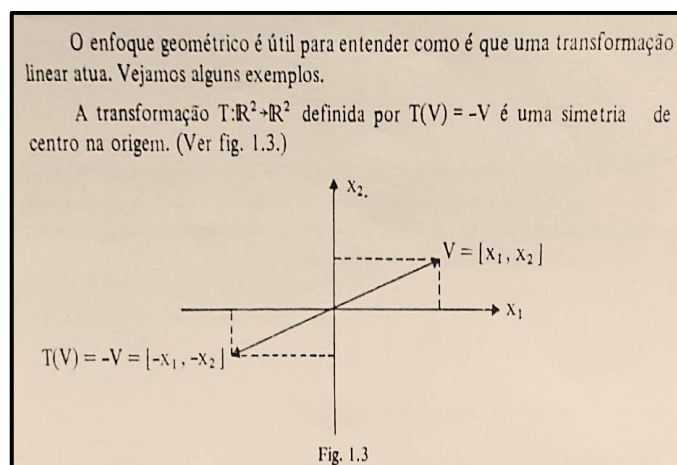 O enfoque geométrico é útil para entender como é que uma transformação
linear atua. Vejamos alguns exemplos.
A transformação T:ℝ²→ℝ² definida por T(V) = –V é uma simetria de
centro na origem. (Ver fig. 1.3.)
X₂.
V = ⌊x₁, x₂⌋
X₁
T(V) = –V = ⌊–x₁, –x₂⌋
Fig. 1.3